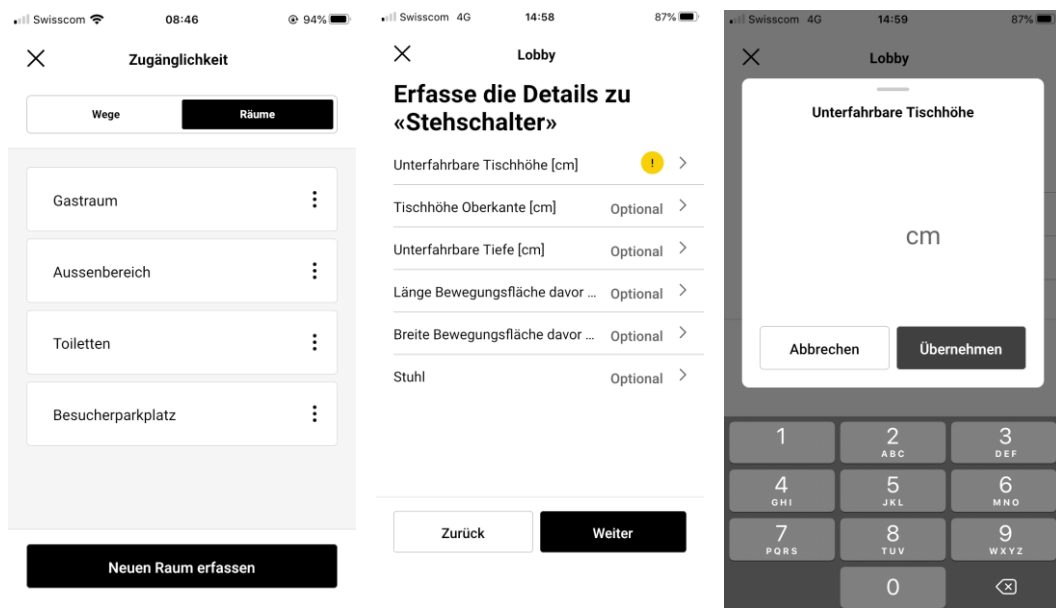 Swisscom 08:46 94%
Zugänglichkeit
Wege Räume
Gastraum
Aussenbereich
Toiletten
Besucherparkplatz
Neuen Raum erfassen
Swisscom 4G 14:58 87%
Lobby
Erfasse die Details zu
«Stehschalter»
Unterfahrbare Tischhöhe [cm] !
Tischhöhe Oberkante [cm] Optional
Unterfahrbare Tiefe [cm] Optional
Länge Bewegungsfläche davor ... Optional
Breite Bewegungsfläche davor ... Optional
Stuhl Optional
Zurück Weiter
Swisscom 4G 14:59 87%
Lobby
Unterfahrbare Tischhöhe
cm
Abbrechen Übernehmen
1 2 3
ABC DEF
4 5 6
GHI JKL MNO
7 8 9
PQRS TUV WXYZ
0